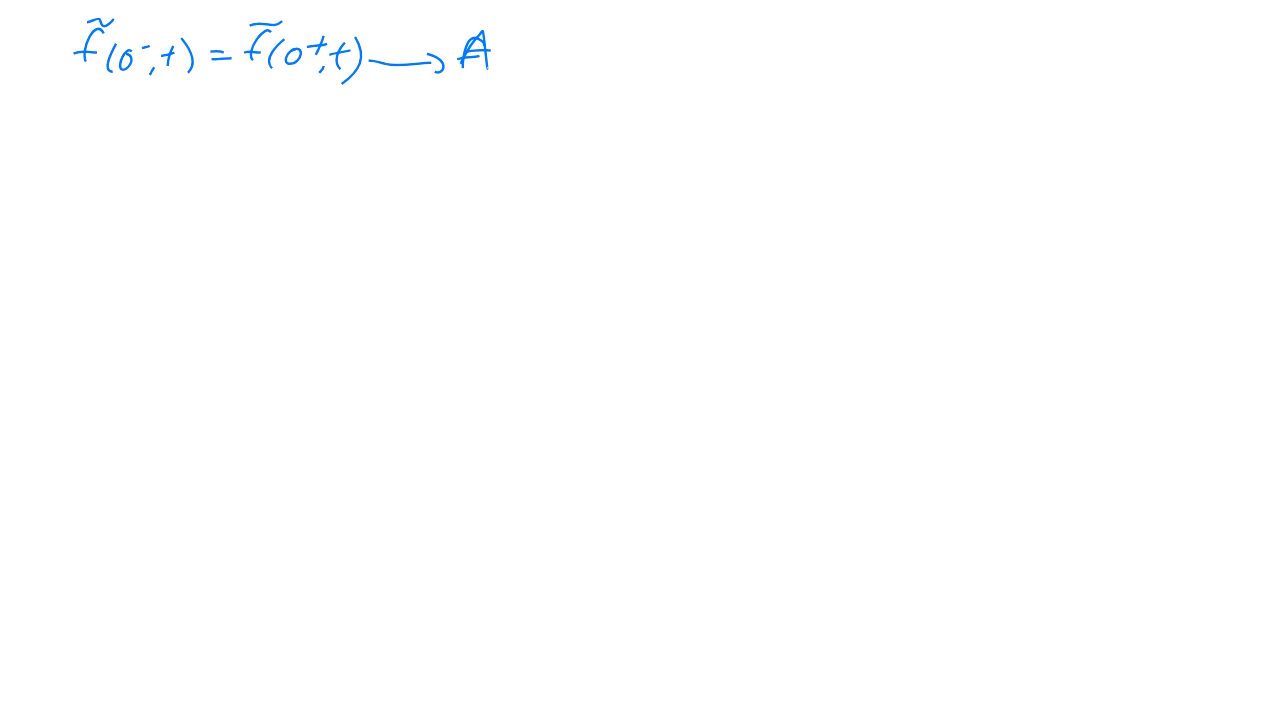 f̃(0⁻,t) = f̃(0⁺,t) → A